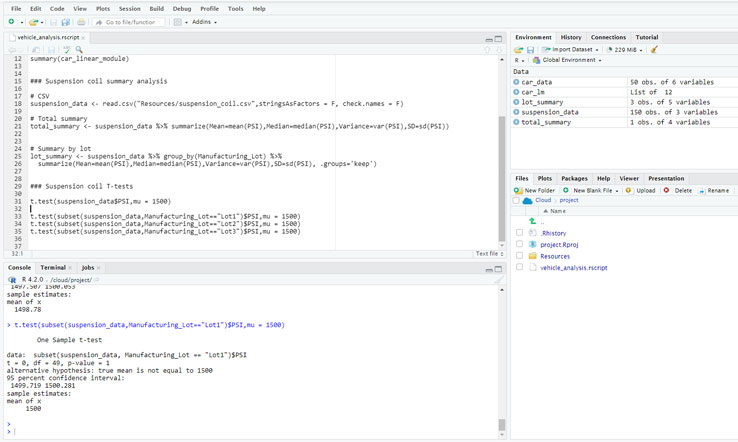 File Edit Code View Plots Session Build Debug Profile Tools Help
Go to file/function Addins
vehicle_analysis.rscript
12 summary(car_linear_module)
13
14
15 ### Suspension coil summary analysis
16
17 # CSV
18 suspension_data <- read.csv("Resources/suspension_coil.csv",stringsAsFactors = F, check.names = F)
19
20 # Total summary
21 total_summary <- suspension_data %>% summarize(Mean=mean(PSI),Median=median(PSI),Variance=var(PSI),SD=sd(PSI))
22
23
24 # Summary by lot
25 lot_summary <- suspension_data %>% group_by(Manufacturing_Lot) %>%
26 summarize(Mean=mean(PSI),Median=median(PSI),Variance=var(PSI),SD=sd(PSI), .groups='keep')
27
28
29 ### Suspension coil T-tests
30
31 t.test(suspension_data$PSI,mu = 1500)
32
33 t.test(subset(suspension_data,Manufacturing_Lot=="Lot1")$PSI,mu = 1500)
34 t.test(subset(suspension_data,Manufacturing_Lot=="Lot2")$PSI,mu = 1500)
35 t.test(subset(suspension_data,Manufacturing_Lot=="Lot3")$PSI,mu = 1500)
36
37
32:1 Text file
Console Terminal Jobs
R 4.2.0 . /cloud/project/
1497.507 1500.053
sample estimates:
mean of x
1498.78
> t.test(subset(suspension_data,Manufacturing_Lot=="Lot1")$PSI,mu = 1500)
One Sample t-test
data: subset(suspension_data, Manufacturing_Lot == "Lot1")$PSI
t = 0, df = 49, p-value = 1
alternative hypothesis: true mean is not equal to 1500
95 percent confidence interval:
1499.719 1500.281
sample estimates:
mean of x
1500
>
>
Environment History Connections Tutorial
Import Dataset 229 MiB
R Global Environment
Data
car_data 50 obs. of 6 variables
car_lm List of 12
lot_summary 3 obs. of 5 variables
suspension_data 150 obs. of 3 variables
total_summary 1 obs. of 4 variables
Files Plots Packages Help Viewer Presentation
New Folder New Blank File Upload Delete Rename
Cloud project
Name
..
.Rhistory
project.Rproj
Resources
vehicle_analysis.rscript